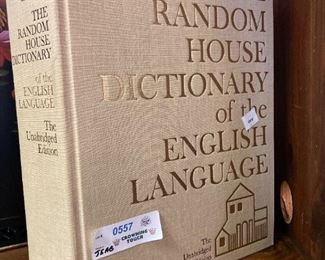 THE
RANDOM
HOUSE
DICTIONARY
of the
ENGLISH
LANGUAGE
The
Unabridged
Edition
RANDOM
HOUSE
DICTIONARY
of the
ENGLISH
LANGUAGE
The
Unabridged
0557
CROWNING
TOUCH